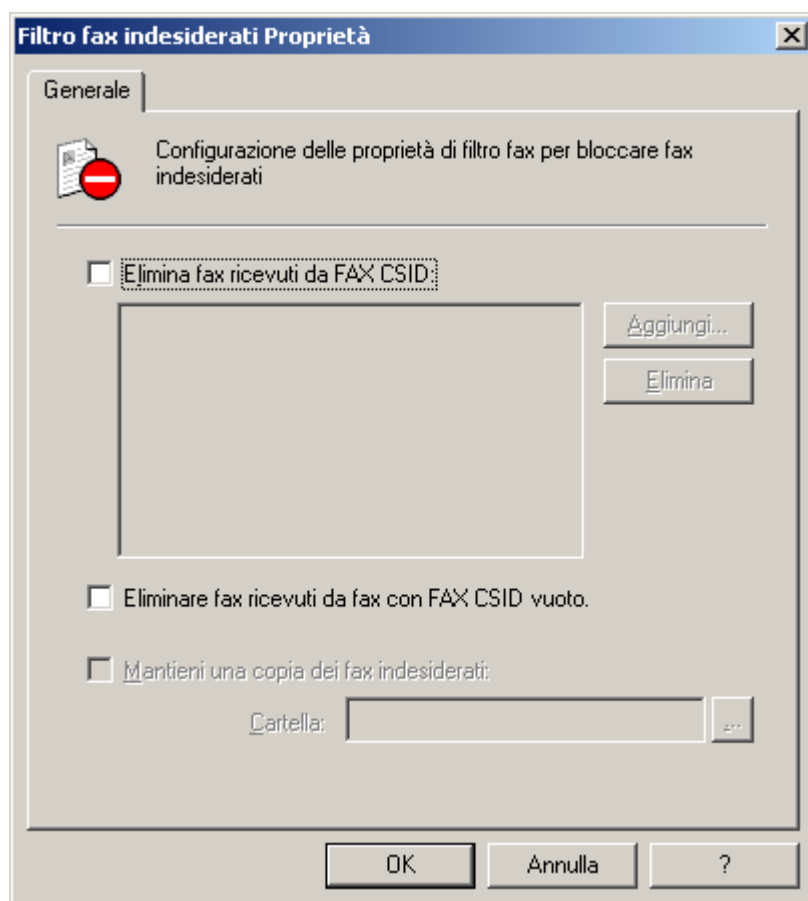 Filtro fax indesiderati Proprietà
Generale
Configurazione delle proprietà di filtro fax per bloccare fax
indesiderati
Elimina fax ricevuti da FAX CSID:
Aggiungi...
Elimina
Eliminare fax ricevuti da fax con FAX CSID vuoto.
Mantieni una copia dei fax indesiderati:
Cartella:
...
OK
Annulla
?